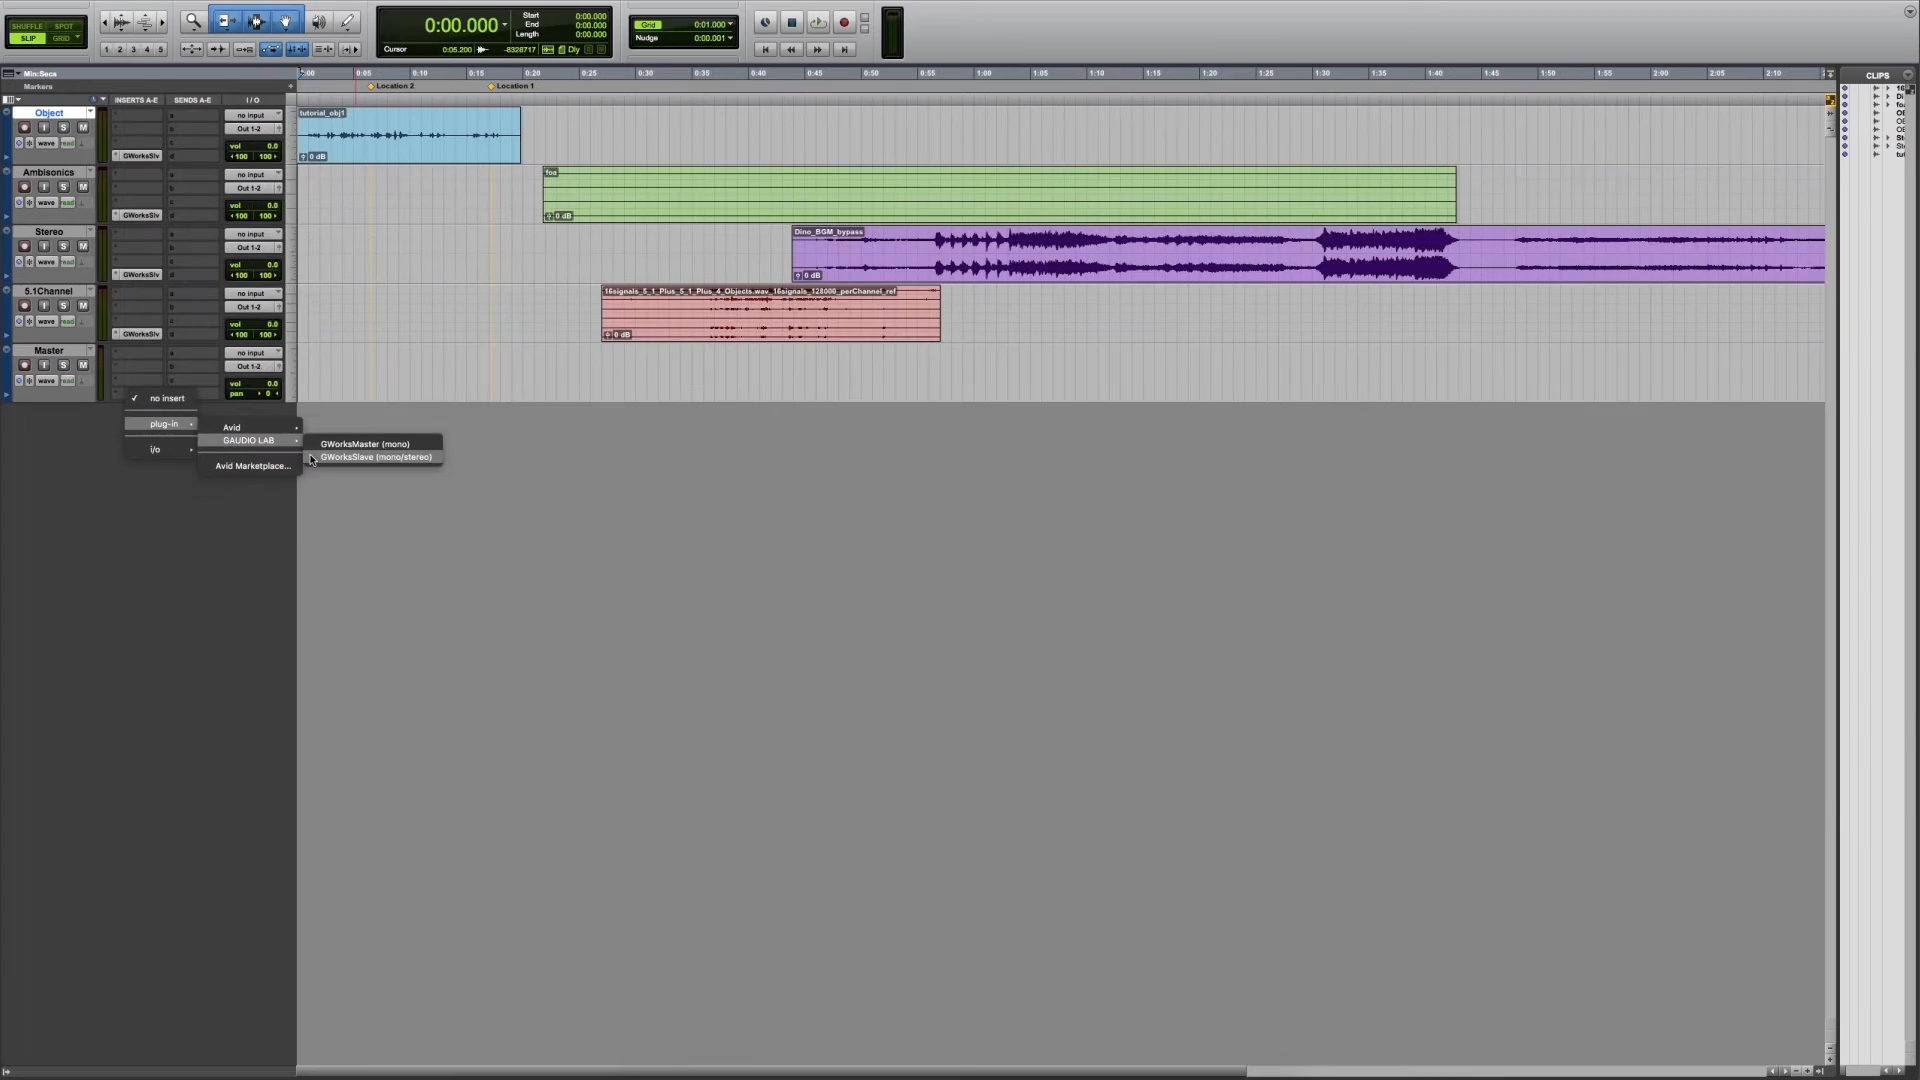 SHUFFLE SPOT
SLIP GRID
1 2 3 4 5
0:00.000
Start 0:00.000
End 0:00.000
Length 0:00.000
Cursor 0:05.200 -8328717 Dly
Grid 0:01.000
Nudge 0:00.001
Min:Secs
0:05 0:10 0:15 0:20 0:25 0:30 0:35 0:40 0:45 0:50 0:55 1:00 1:05 1:10 1:15 1:20 1:25 1:30 1:35 1:40 1:45 1:50 1:55 2:00 2:05 2:10
Markers
Location 2
Location 1
CLIPS
INSERTS A-E SENDS A-E I / O
Object
I S M
wave
GWorksSlv
a
b
c
d
no input
Out 1-2
vol 0.0
100 100
tutorial_obj1
0 dB
Ambisonics
I S M
wave read
GWorksSlv
a
b
c
d
no input
Out 1-2
vol 0.0
100 100
foa
0 dB
Stereo
I S M
wave read
GWorksSlv
a
b
c
d
no input
Out 1-2
vol 0.0
100 100
Dino_BGM_bypass
0 dB
5.1Channel
I S M
wave read
GWorksSlv
a
b
c
d
no input
Out 1-2
vol 0.0
100 100
16signals_5_1_Plus_5_1_Plus_4_Objects.wav_16signals_128000_perChannel_ref
0 dB
Master
I S M
wave read
a
b
c
no input
Out 1-2
vol 0.0
pan 0
no insert
plug-in
i/o
Avid
GAUDIO LAB
Avid Marketplace...
GWorksMaster (mono)
GWorksSlave (mono/stereo)